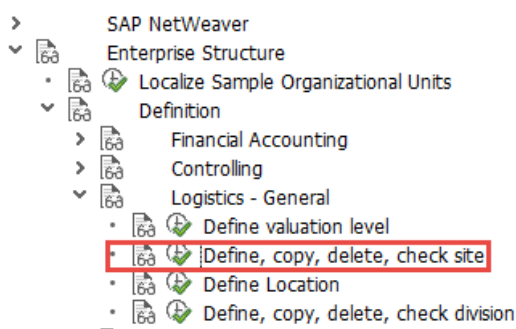 SAP NetWeaver
Enterprise Structure
Localize Sample Organizational Units
Definition
Financial Accounting
Controlling
Logistics - General
Define valuation level
Define, copy, delete, check site
Define Location
Define, copy, delete, check division